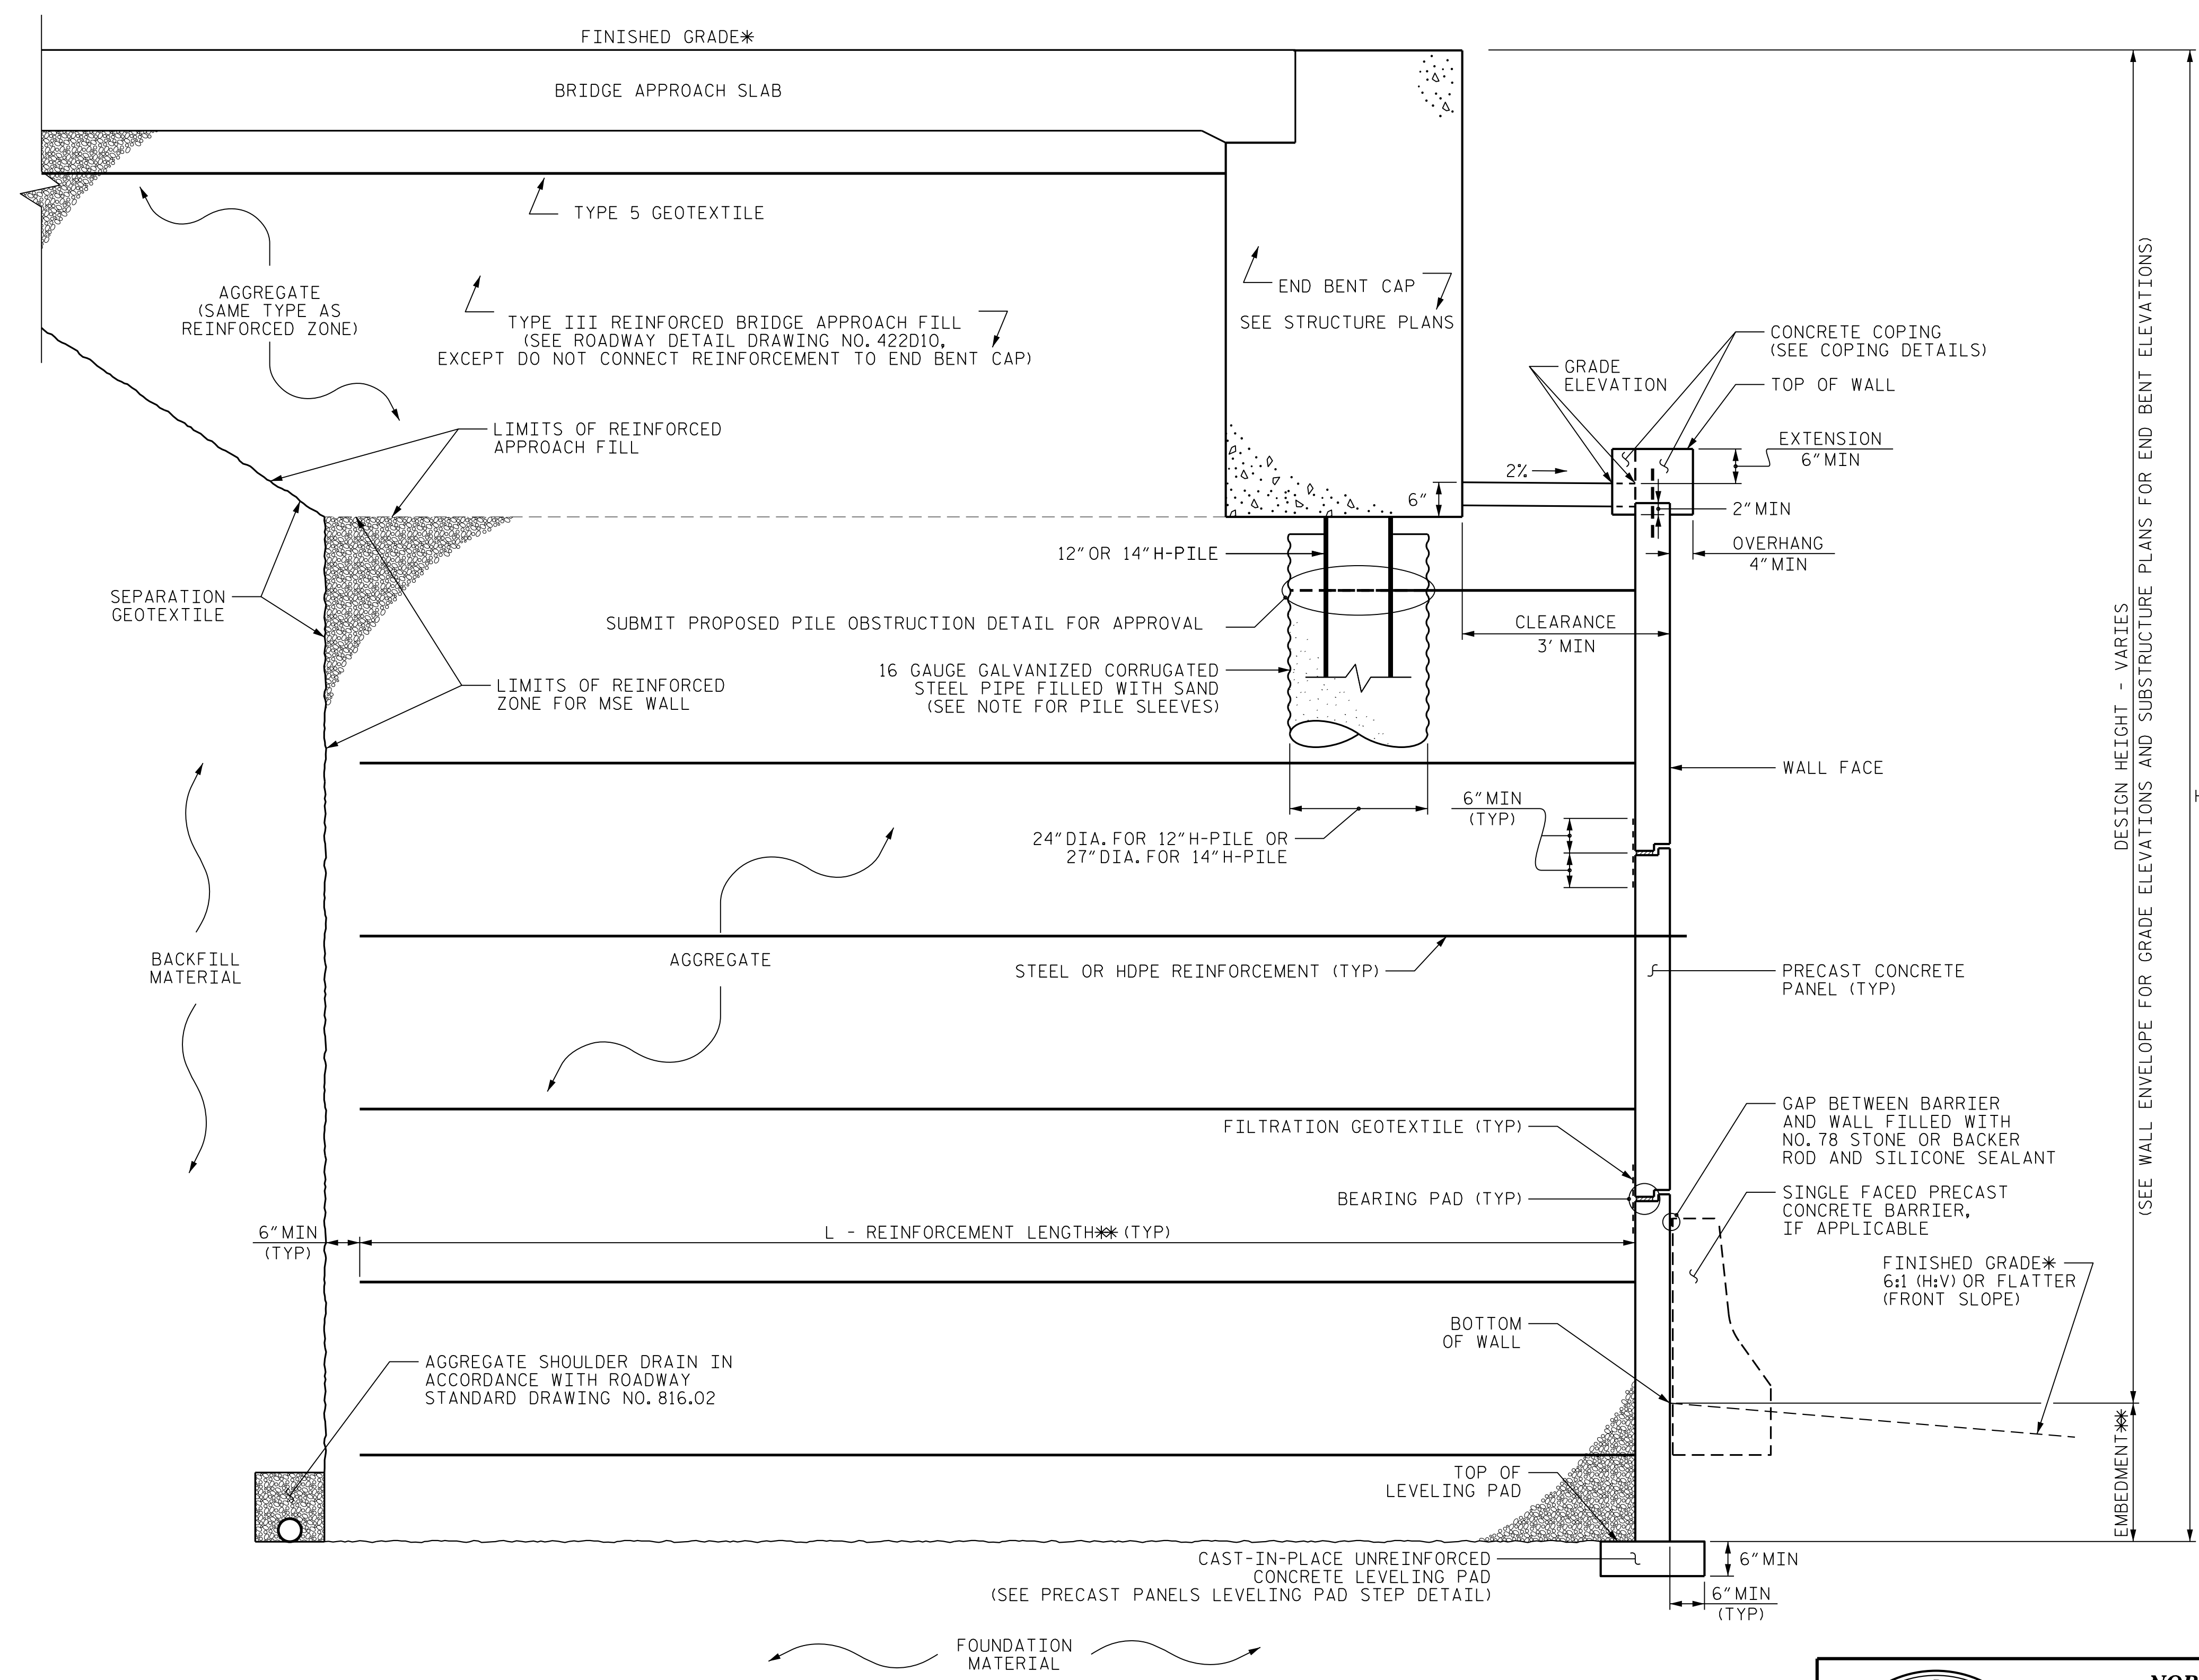 FINISHED GRADE*
BRIDGE APPROACH SLAB
TYPE 5 GEOTEXTILE
AGGREGATE
(SAME TYPE AS
REINFORCED ZONE)
TYPE III REINFORCED BRIDGE APPROACH FILL
(SEE ROADWAY DETAIL DRAWING NO. 422D10,
EXCEPT DO NOT CONNECT REINFORCEMENT TO END BENT CAP)
END BENT CAP
SEE STRUCTURE PLANS
LIMITS OF REINFORCED
APPROACH FILL
GRADE
ELEVATION
CONCRETE COPING
(SEE COPING DETAILS)
TOP OF WALL
EXTENSION
6" MIN
2%
6"
2" MIN
OVERHANG
4" MIN
12" OR 14" H-PILE
SEPARATION
GEOTEXTILE
SUBMIT PROPOSED PILE OBSTRUCTION DETAIL FOR APPROVAL
CLEARANCE
3' MIN
16 GAUGE GALVANIZED CORRUGATED
STEEL PIPE FILLED WITH SAND
(SEE NOTE FOR PILE SLEEVES)
LIMITS OF REINFORCED
ZONE FOR MSE WALL
WALL FACE
6" MIN
(TYP)
24" DIA. FOR 12" H-PILE OR
27" DIA. FOR 14" H-PILE
DESIGN HEIGHT - VARIES
(SEE WALL ENVELOPE FOR GRADE ELEVATIONS AND SUBSTRUCTURE PLANS FOR END BENT ELEVATIONS)
BACKFILL
MATERIAL
AGGREGATE
STEEL OR HDPE REINFORCEMENT (TYP)
PRECAST CONCRETE
PANEL (TYP)
FILTRATION GEOTEXTILE (TYP)
GAP BETWEEN BARRIER
AND WALL FILLED WITH
NO. 78 STONE OR BACKER
ROD AND SILICONE SEALANT
BEARING PAD (TYP)
SINGLE FACED PRECAST
CONCRETE BARRIER,
IF APPLICABLE
6" MIN
(TYP)
L - REINFORCEMENT LENGTH** (TYP)
FINISHED GRADE*
6:1 (H:V) OR FLATTER
(FRONT SLOPE)
BOTTOM
OF WALL
AGGREGATE SHOULDER DRAIN IN
ACCORDANCE WITH ROADWAY
STANDARD DRAWING NO. 816.02
EMBEDMENT**
TOP OF
LEVELING PAD
CAST-IN-PLACE UNREINFORCED
CONCRETE LEVELING PAD
(SEE PRECAST PANELS LEVELING PAD STEP DETAIL)
6" MIN
6" MIN
(TYP)
FOUNDATION
MATERIAL